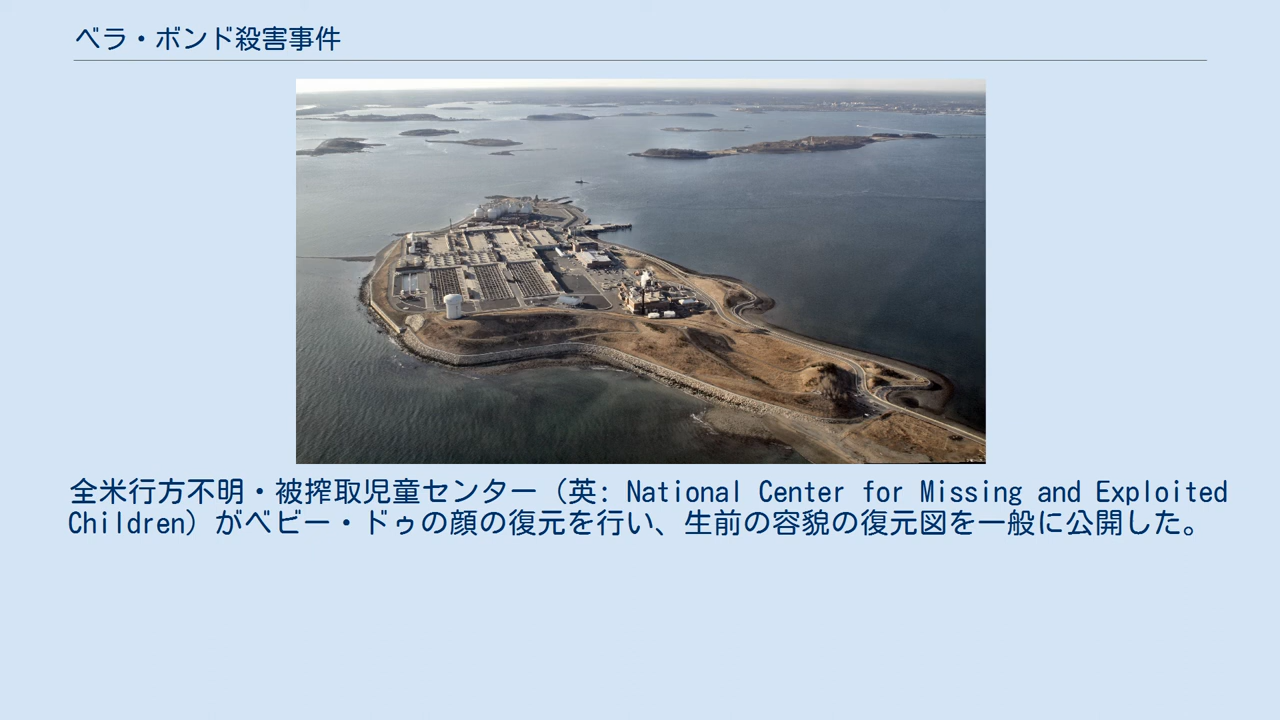 ベラ・ボンド殺害事件
全米行方不明・被搾取児童センター（英: National Center for Missing and Exploited
Children）がベビー・ドゥの顔の復元を行い、生前の容貌の復元図を一般に公開した。